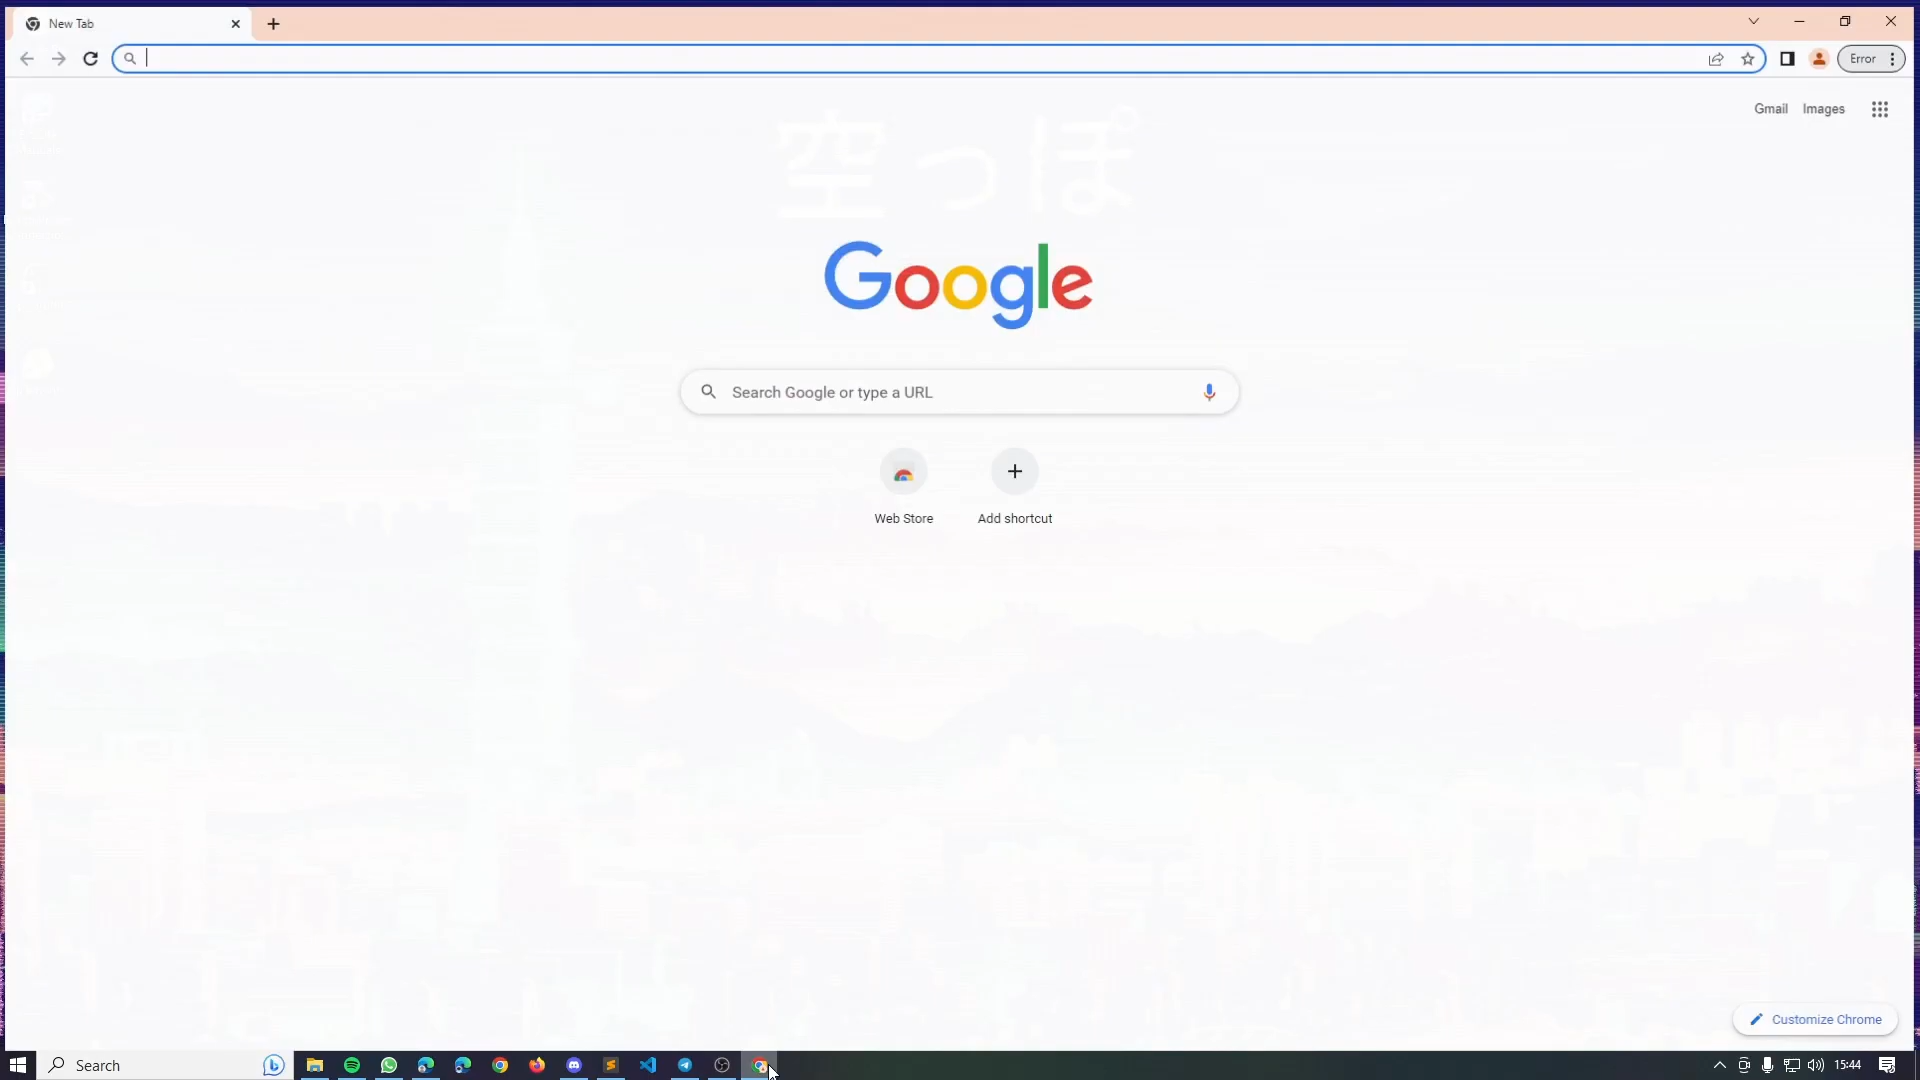 New Tab
Error
Gmail Images
空っぽ
Google
Search Google or type a URL
Web Store Add shortcut
Customize Chrome
Search
15:44